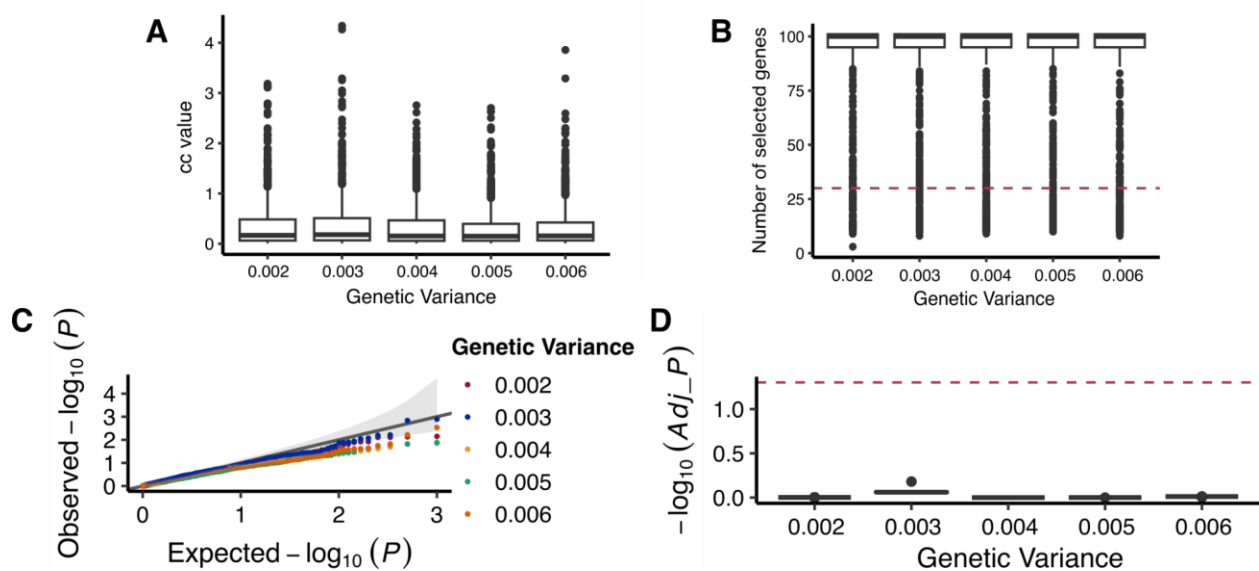 A
cc value
4
3
2
1
0
0.002 0.003 0.004 0.005 0.006
Genetic Variance
B
Number of selected genes
100
75
50
25
0
0.002 0.003 0.004 0.005 0.006
Genetic Variance
C
Observed − log10 (P)
4
3
2
1
0
0 1 2 3
Expected − log10 (P)
Genetic Variance
0.002
0.003
0.004
0.005
0.006
D
−log10 (Adj_P)
1.0
0.5
0.0
0.002 0.003 0.004 0.005 0.006
Genetic Variance